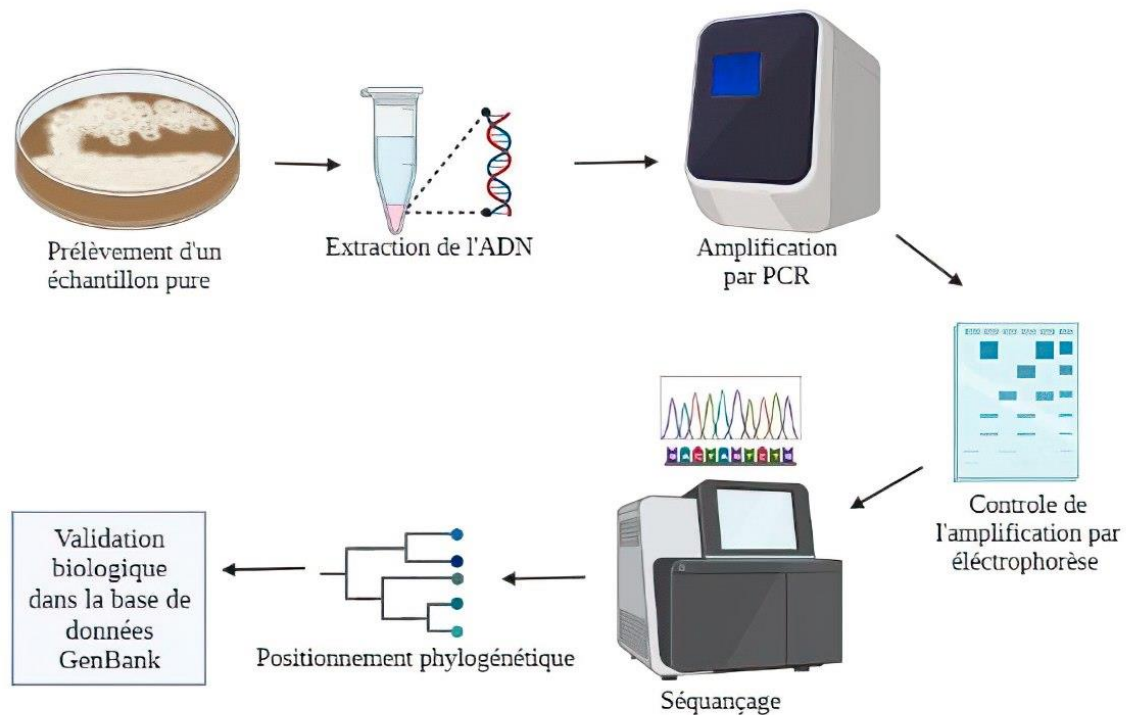 Prélèvement d'un
échantillon pure
Extraction de l'ADN
Amplification
par PCR
Controle de
l'amplification par
éléctrophorèse
Séquançage
Positionnement phylogénétique
Validation
biologique
dans la base de
données
GenBank